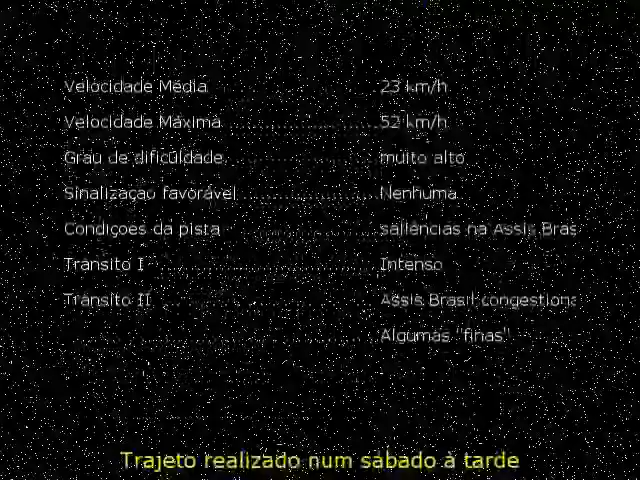 Velocidade Média ........................ 23 km/h
Velocidade Máxima ........................ 52 km/h
Grau de dificuldade ........................ muito alto
Sinalização favorável ........................ Nenhuma
Condições da pista ........................ saliências na Assis Bras
Trânsito I ........................ Intenso
Trânsito II ........................ Assis Brasil congestiona
........................ Algumas "finas"
Trajeto realizado num sábado à tarde